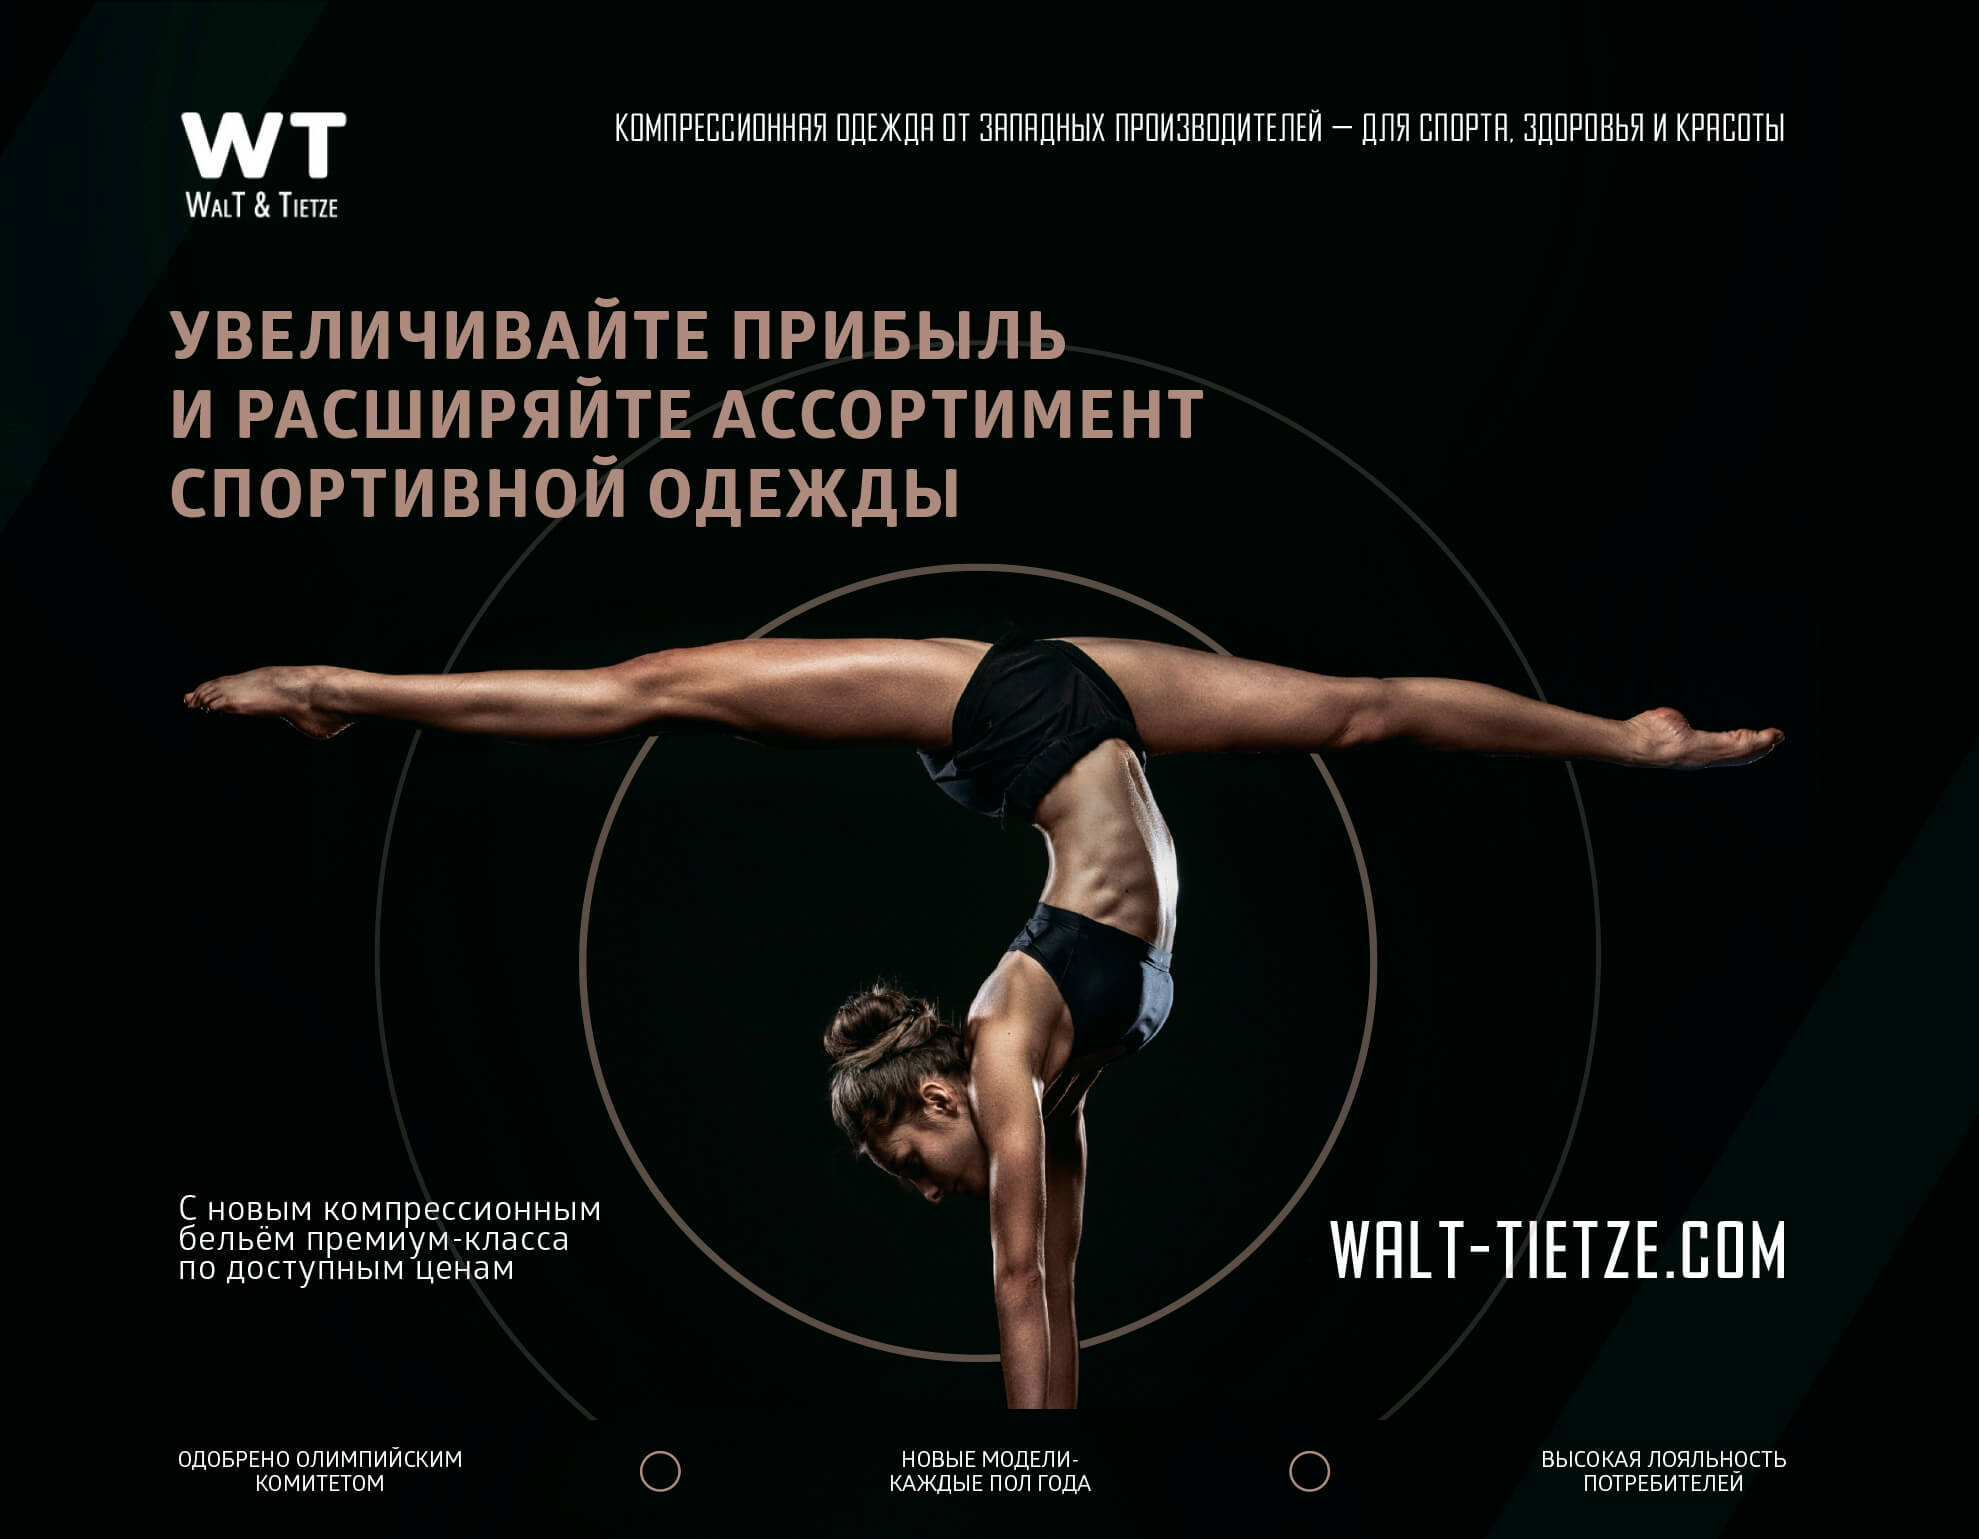 WT
WALT & TIETZE
КОМПРЕССИОННАЯ ОДЕЖДА ОТ ЗАПАДНЫХ ПРОИЗВОДИТЕЛЕЙ — ДЛЯ СПОРТА, ЗДОРОВЬЯ И КРАСОТЫ
УВЕЛИЧИВАЙТЕ ПРИБЫЛЬ
И РАСШИРЯЙТЕ АССОРТИМЕНТ
СПОРТИВНОЙ ОДЕЖДЫ
С новым компрессионным
бельём премиум-класса
по доступным ценам
WALT-TIETZE.COM
ОДОБРЕНО ОЛИМПИЙСКИМ
КОМИТЕТОМ
НОВЫЕ МОДЕЛИ-
КАЖДЫЕ ПОЛ ГОДА
ВЫСОКАЯ ЛОЯЛЬНОСТЬ
ПОТРЕБИТЕЛЕЙ